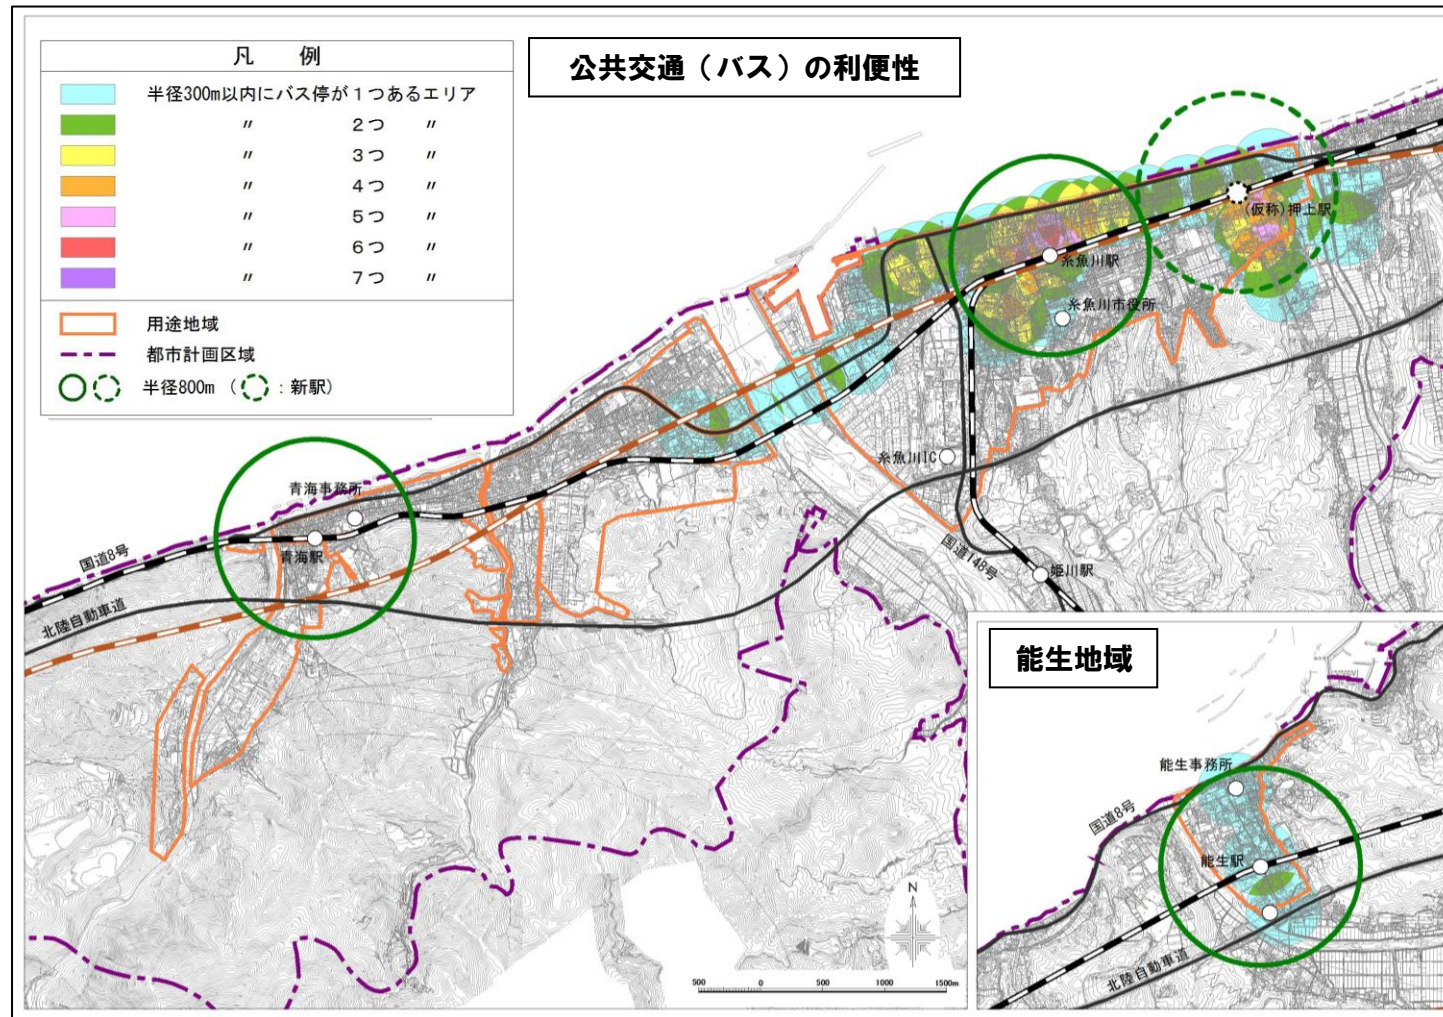 公共交通（バス）の利便性
凡　例
半径300m以内にバス停が１つあるエリア
〃　２つ　〃
〃　３つ　〃
〃　４つ　〃
〃　５つ　〃
〃　６つ　〃
〃　７つ　〃
用途地域
都市計画区域
半径800m （　：新駅）
(仮称)押上駅
糸魚川駅
糸魚川市役所
糸魚川IC
青海事務所
青海駅
国道8号
北陸自動車道
国道148号
姫川駅
能生地域
能生事務所
国道8号
能生駅
北陸自動車道
N
500 0 500 1000 1500m